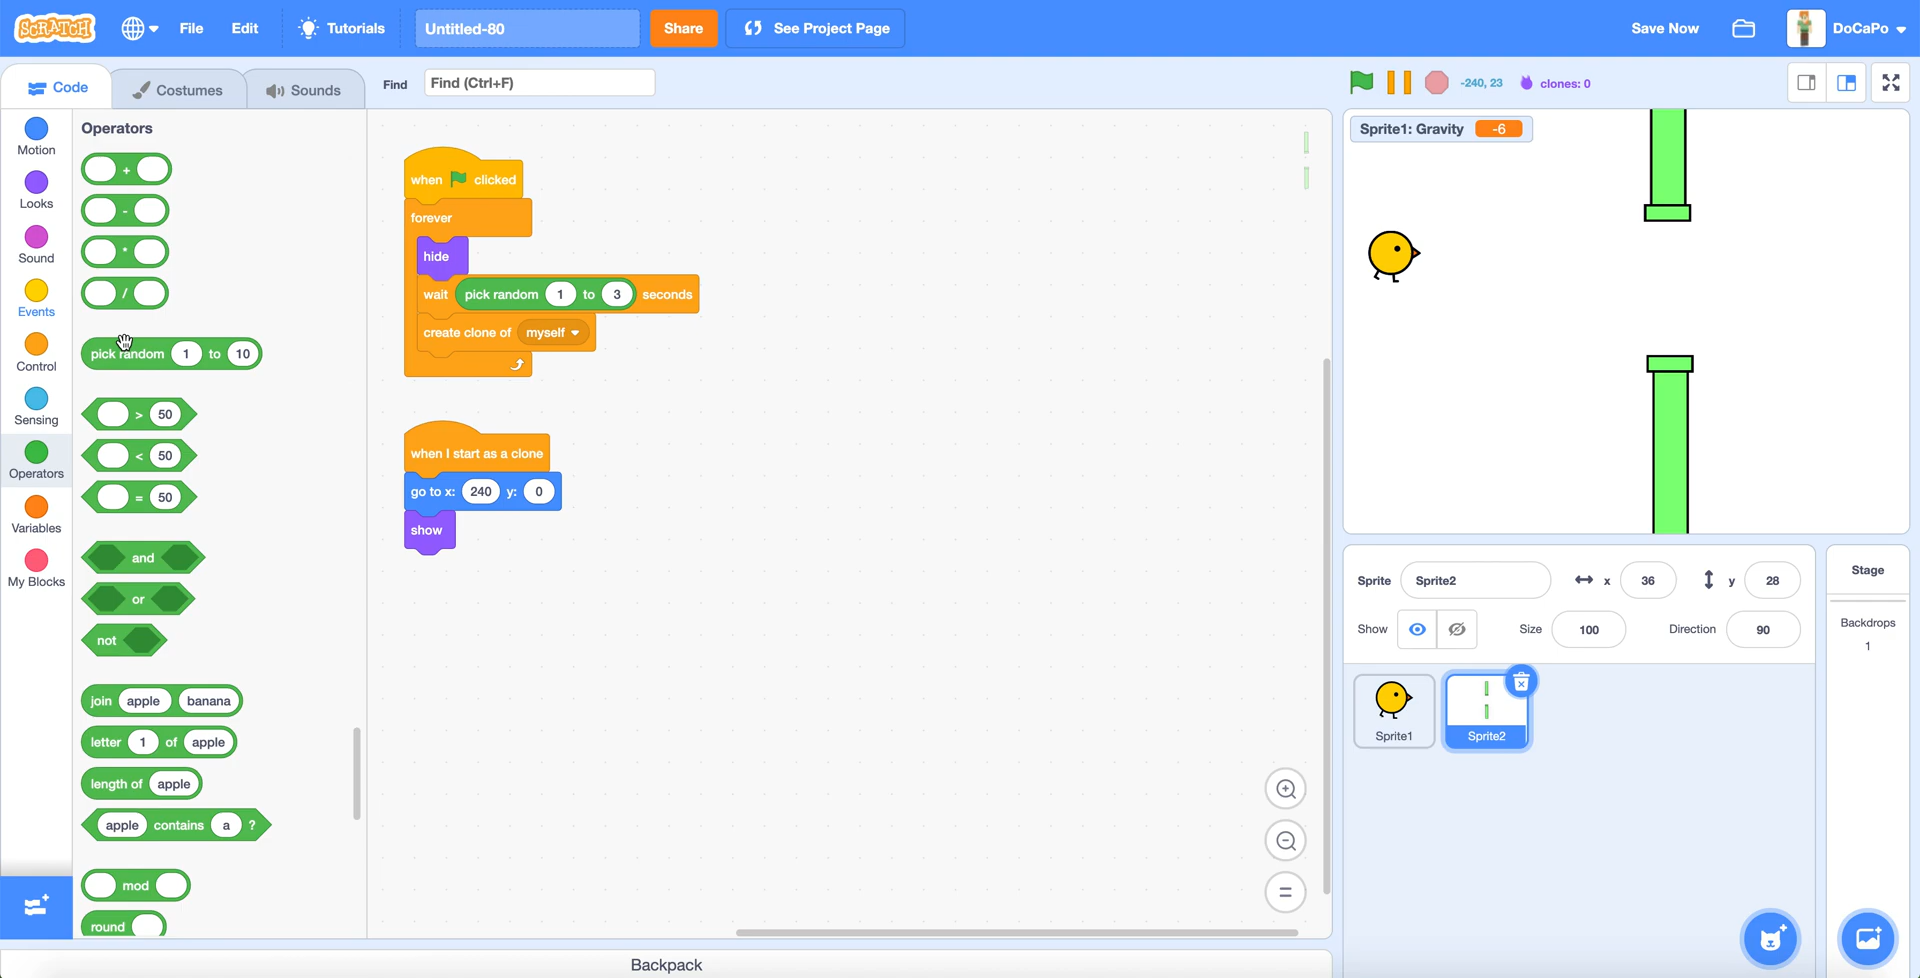 SCRATCH
File
Edit
Tutorials
Untitled-80
Share
See Project Page
Save Now
DoCaPo
Code
Costumes
Sounds
Find
Find (Ctrl+F)
-240, 23
clones: 0
Motion
Looks
Sound
Events
Control
Sensing
Operators
Variables
My Blocks
Operators
+
-
*
/
pick random 1 to 10
> 50
< 50
= 50
and
or
not
join apple banana
letter 1 of apple
length of apple
apple contains a ?
mod
round
when clicked
forever
hide
wait pick random 1 to 3 seconds
create clone of myself
when I start as a clone
go to x: 240 y: 0
show
Sprite1: Gravity -6
Sprite Sprite2 x 36 y 28
Show Size 100 Direction 90
Sprite1
Sprite2
Stage
Backdrops
1
Backpack